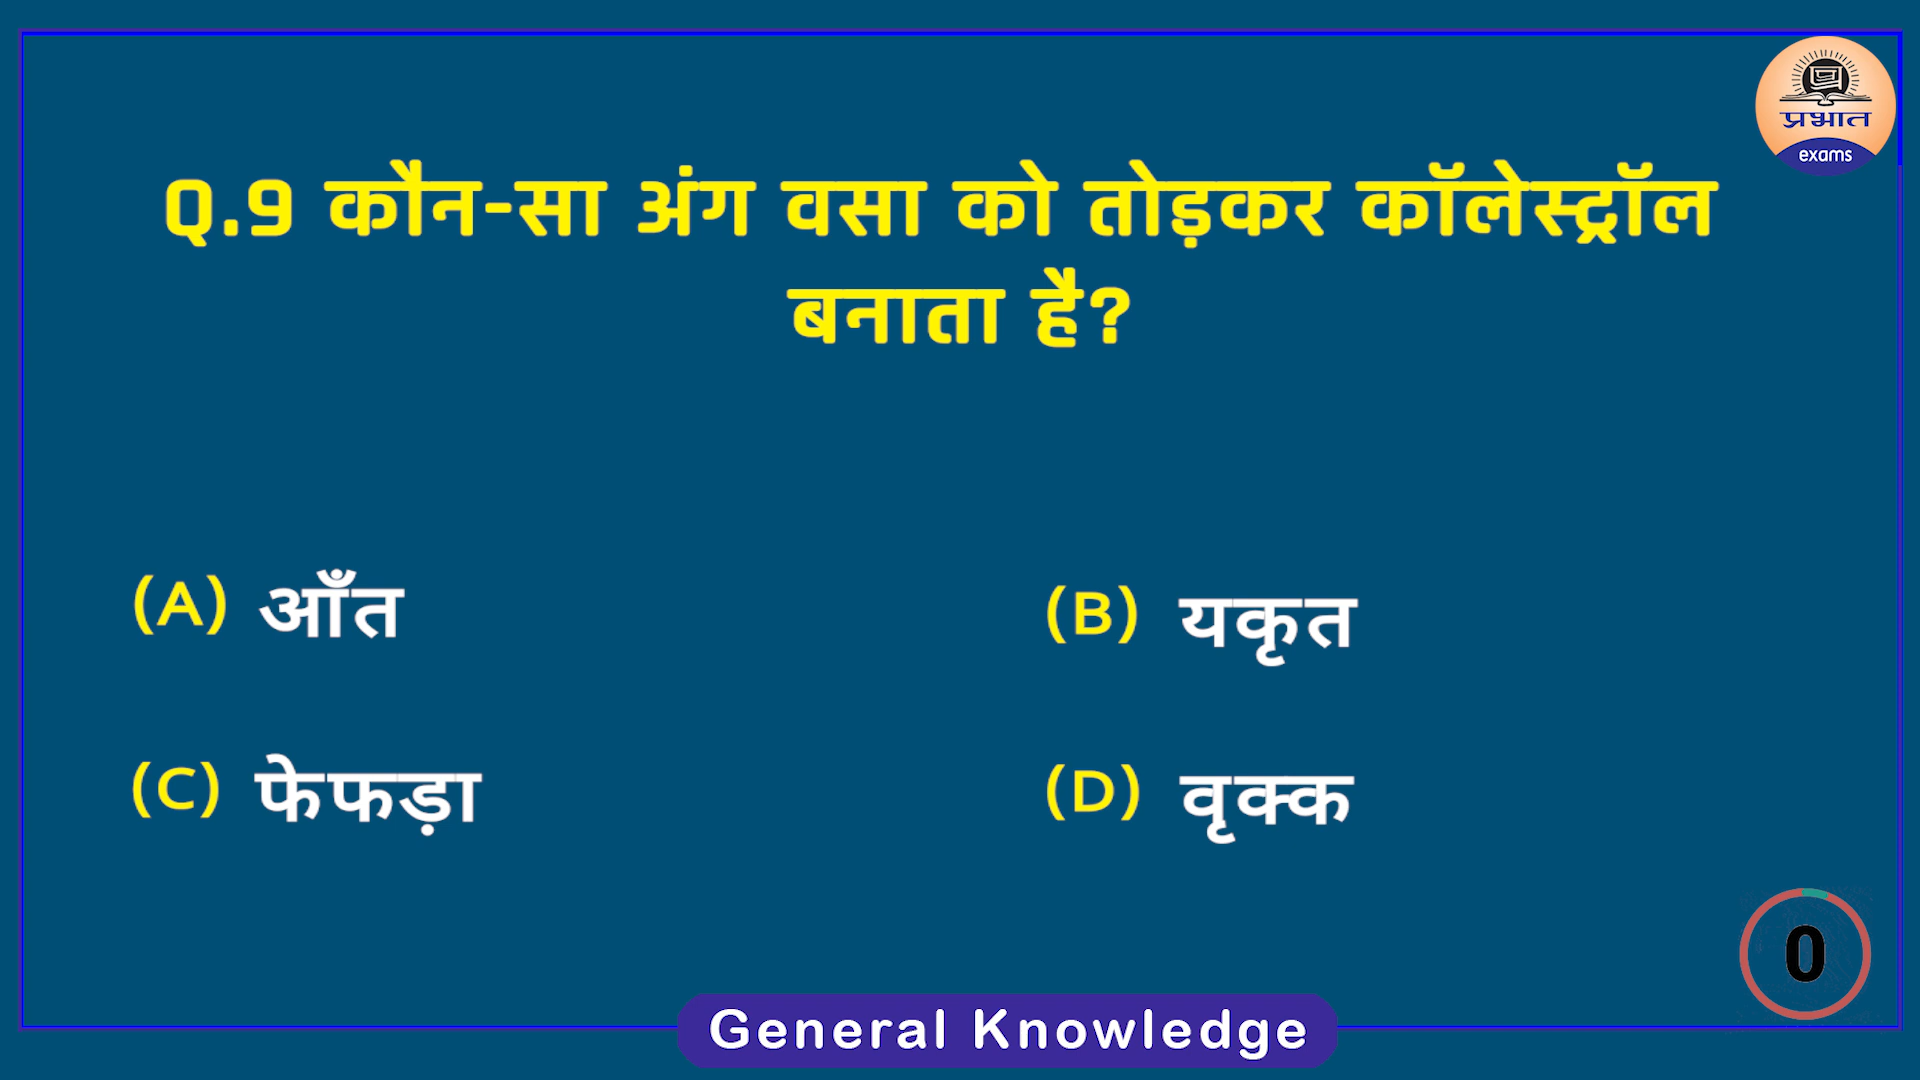 प्रभात
exams
Q.9 कौन-सा अंग वसा को तोड़कर कॉलेस्ट्रॉल
बनाता है?
(A) आँत
(B) यकृत
(C) फेफड़ा
(D) वृक्क
0
General Knowledge